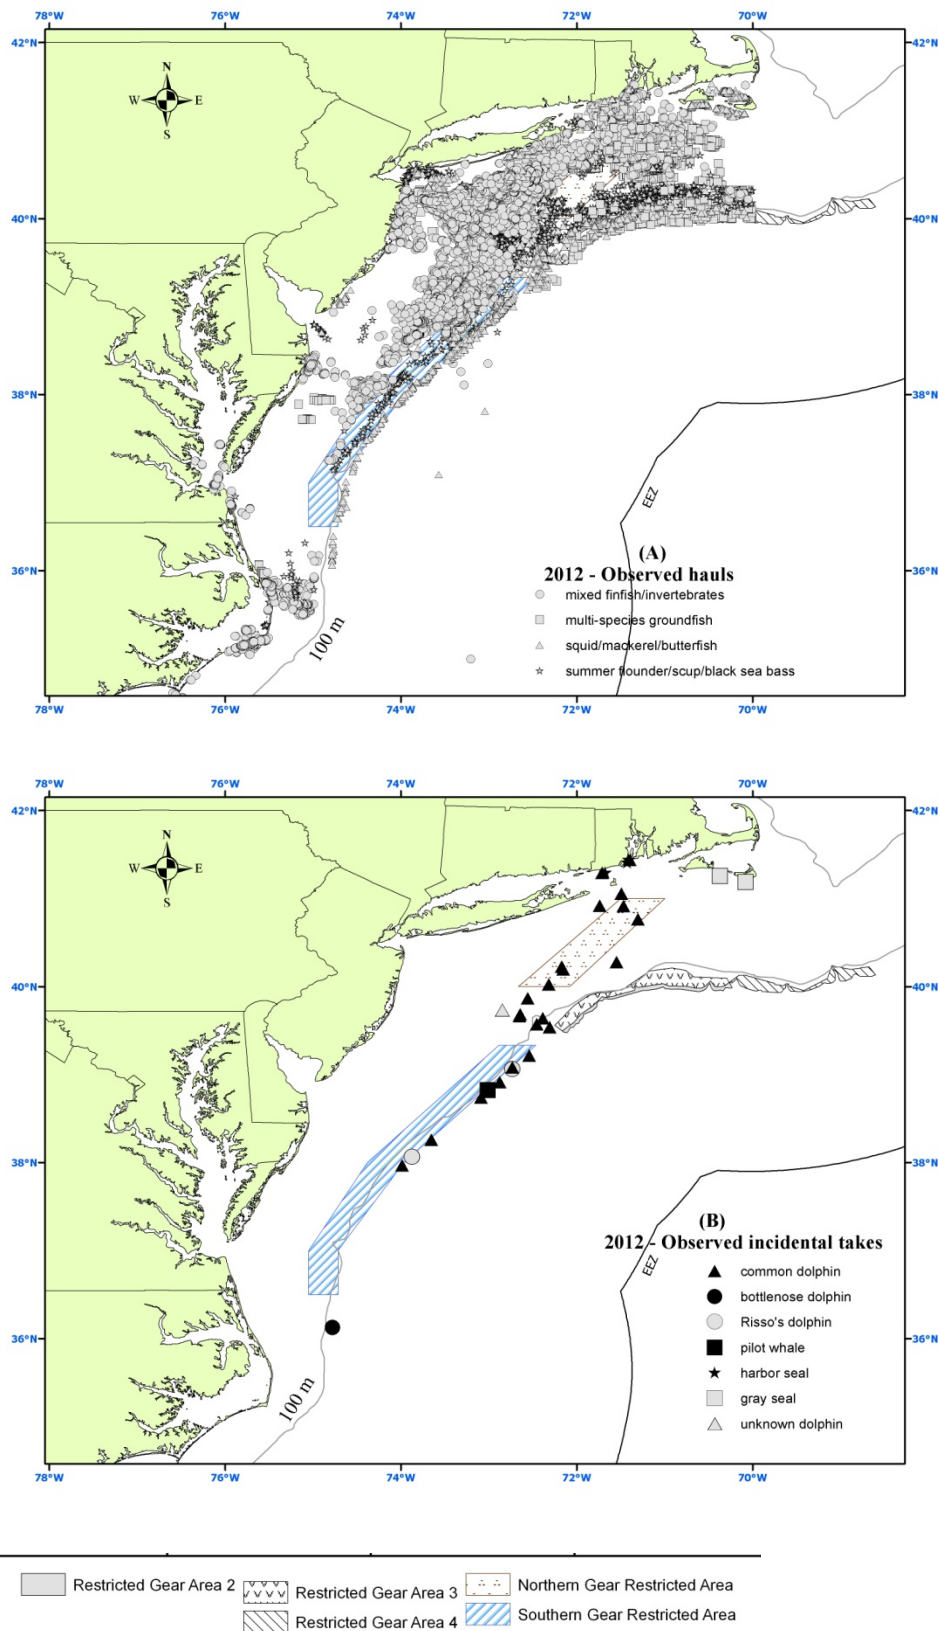 78°W 76°W 74°W 72°W 70°W
42°N 42°N
N
W E
S
40°N 40°N
38°N 38°N
EEZ
(A)
36°N 36°N
2012 - Observed hauls
mixed finfish/invertebrates
multi-species groundfish
100 m
squid/mackerel/butterfish
summer flounder/scup/black sea bass
78°W 76°W 74°W 72°W 70°W
78°W 76°W 74°W 72°W 70°W
42°N 42°N
N
W E
S
40°N 40°N
38°N 38°N
(B)
2012 - Observed incidental takes
EEZ
common dolphin
bottlenose dolphin
Risso's dolphin
36°N 36°N
pilot whale
harbor seal
100 m
gray seal
unknown dolphin
78°W 76°W 74°W 72°W 70°W
Restricted Gear Area 2
Restricted Gear Area 3
Northern Gear Restricted Area
Restricted Gear Area 4
Southern Gear Restricted Area